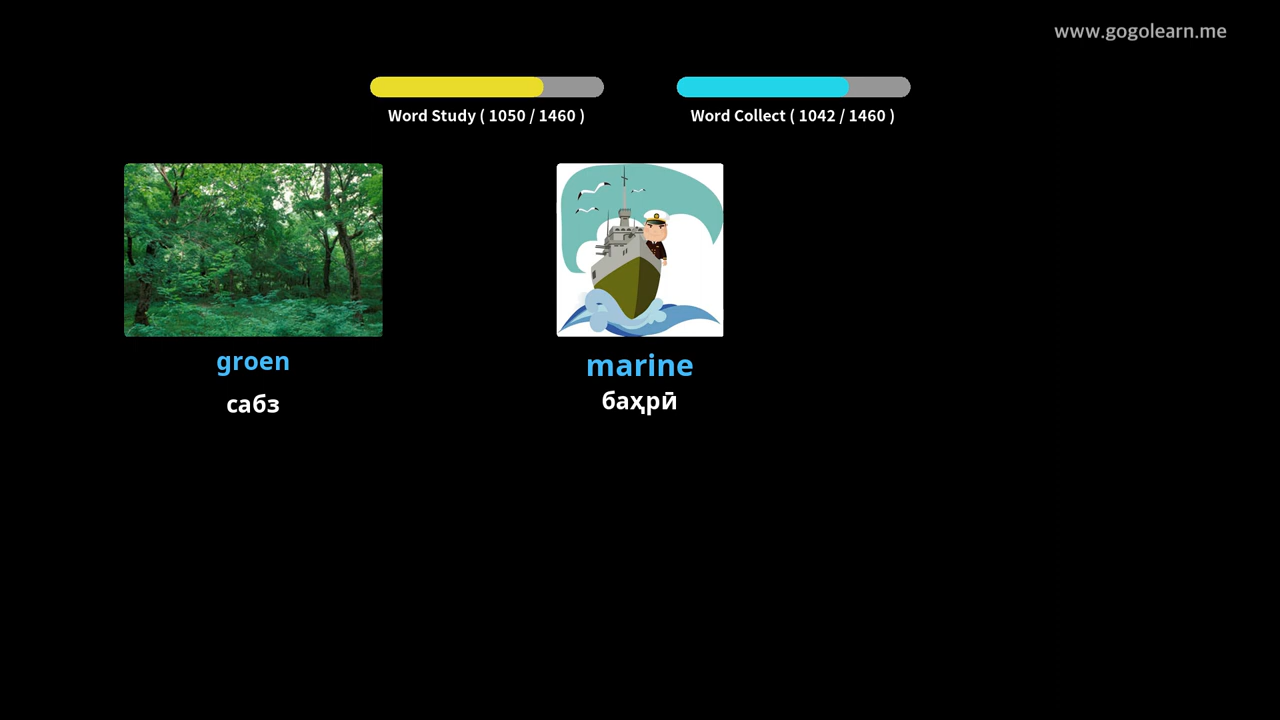 www.gogolearn.me
Word Study ( 1050 / 1460 )
Word Collect ( 1042 / 1460 )
groen
сабз
marine
баҳрӣ